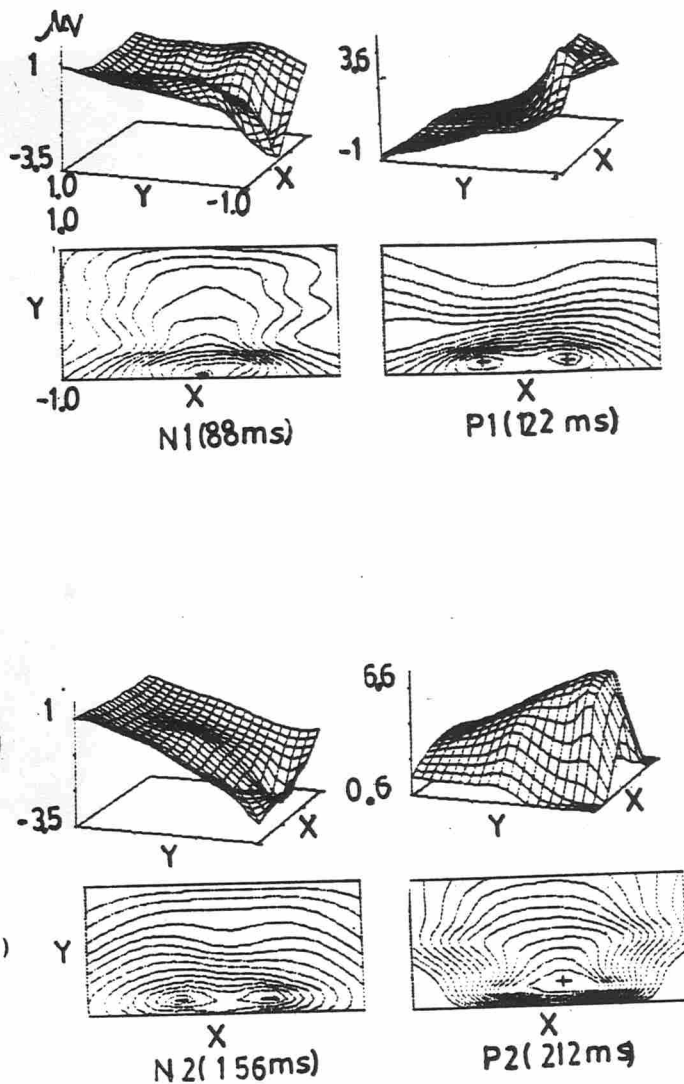 μV
1
3.6
-3.5
-1
1.0
Y
-1.0
X
Y
X
1.0
Y
-1.0
X
X
N1(88ms)
P1(122 ms)
1
6.6
-3.5
0.6
Y
X
Y
X
)
Y
X
X
N2(156ms)
P2(212ms)